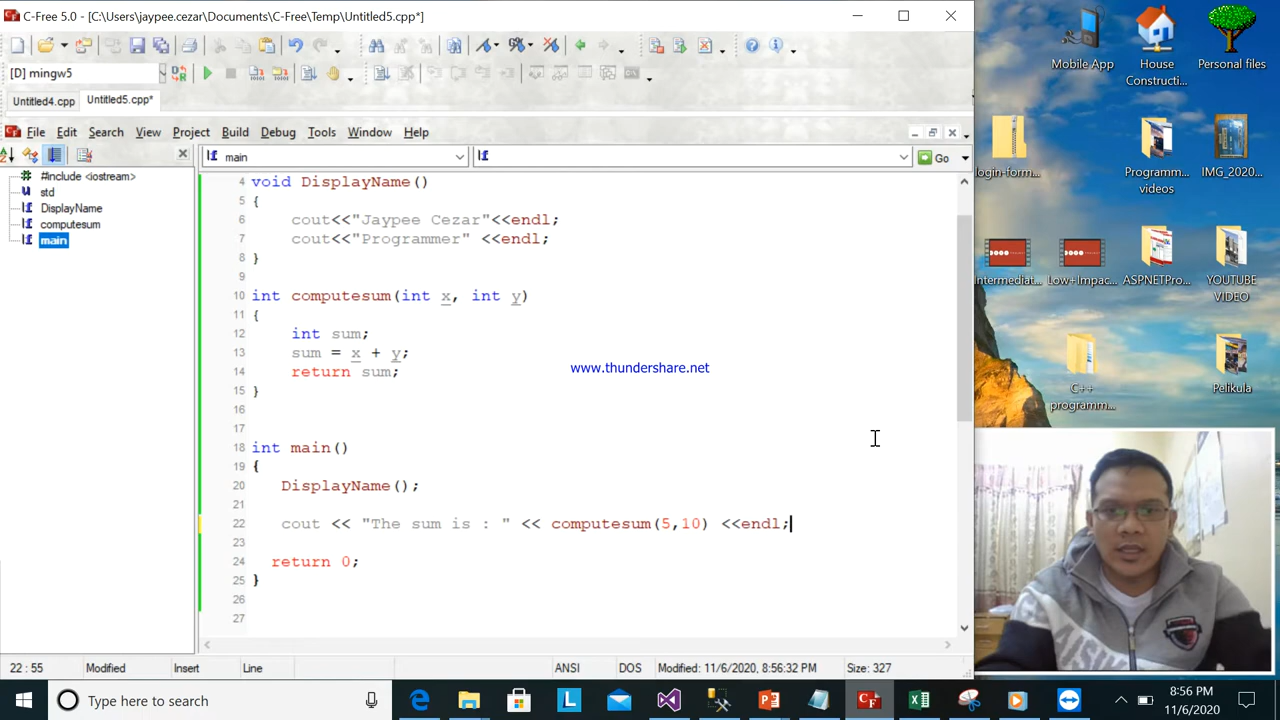 C-Free 5.0 - [C:\Users\jaypee.cezar\Documents\C-Free\Temp\Untitled5.cpp*]
Mobile App
House Constructi...
Personal files
[D] mingw5
Untitled4.cpp
Untitled5.cpp*
File Edit Search View Project Build Debug Tools Window Help
main
Go
#include <iostream>
std
DisplayName
computesum
main
4 void DisplayName()
5 {
6 cout<<"Jaypee Cezar"<<endl;
7 cout<<"Programmer" <<endl;
8 }
9
10 int computesum(int x, int y)
11 {
12 int sum;
13 sum = x + y;
14 return sum;
15 }
16
17
18 int main()
19 {
20 DisplayName();
21
22 cout << "The sum is : " << computesum(5,10) <<endl;
23
24 return 0;
25 }
26
27
www.thundershare.net
login-form...
Programm... videos
IMG_2020...
Intermediat...
Low+Impac...
ASPNETPro...
YOUTUBE VIDEO
C++ programm...
Pelikula
22 : 55
Modified
Insert
Line
ANSI
DOS
Modified: 11/6/2020, 8:56:32 PM
Size: 327
Type here to search
8:56 PM
11/6/2020